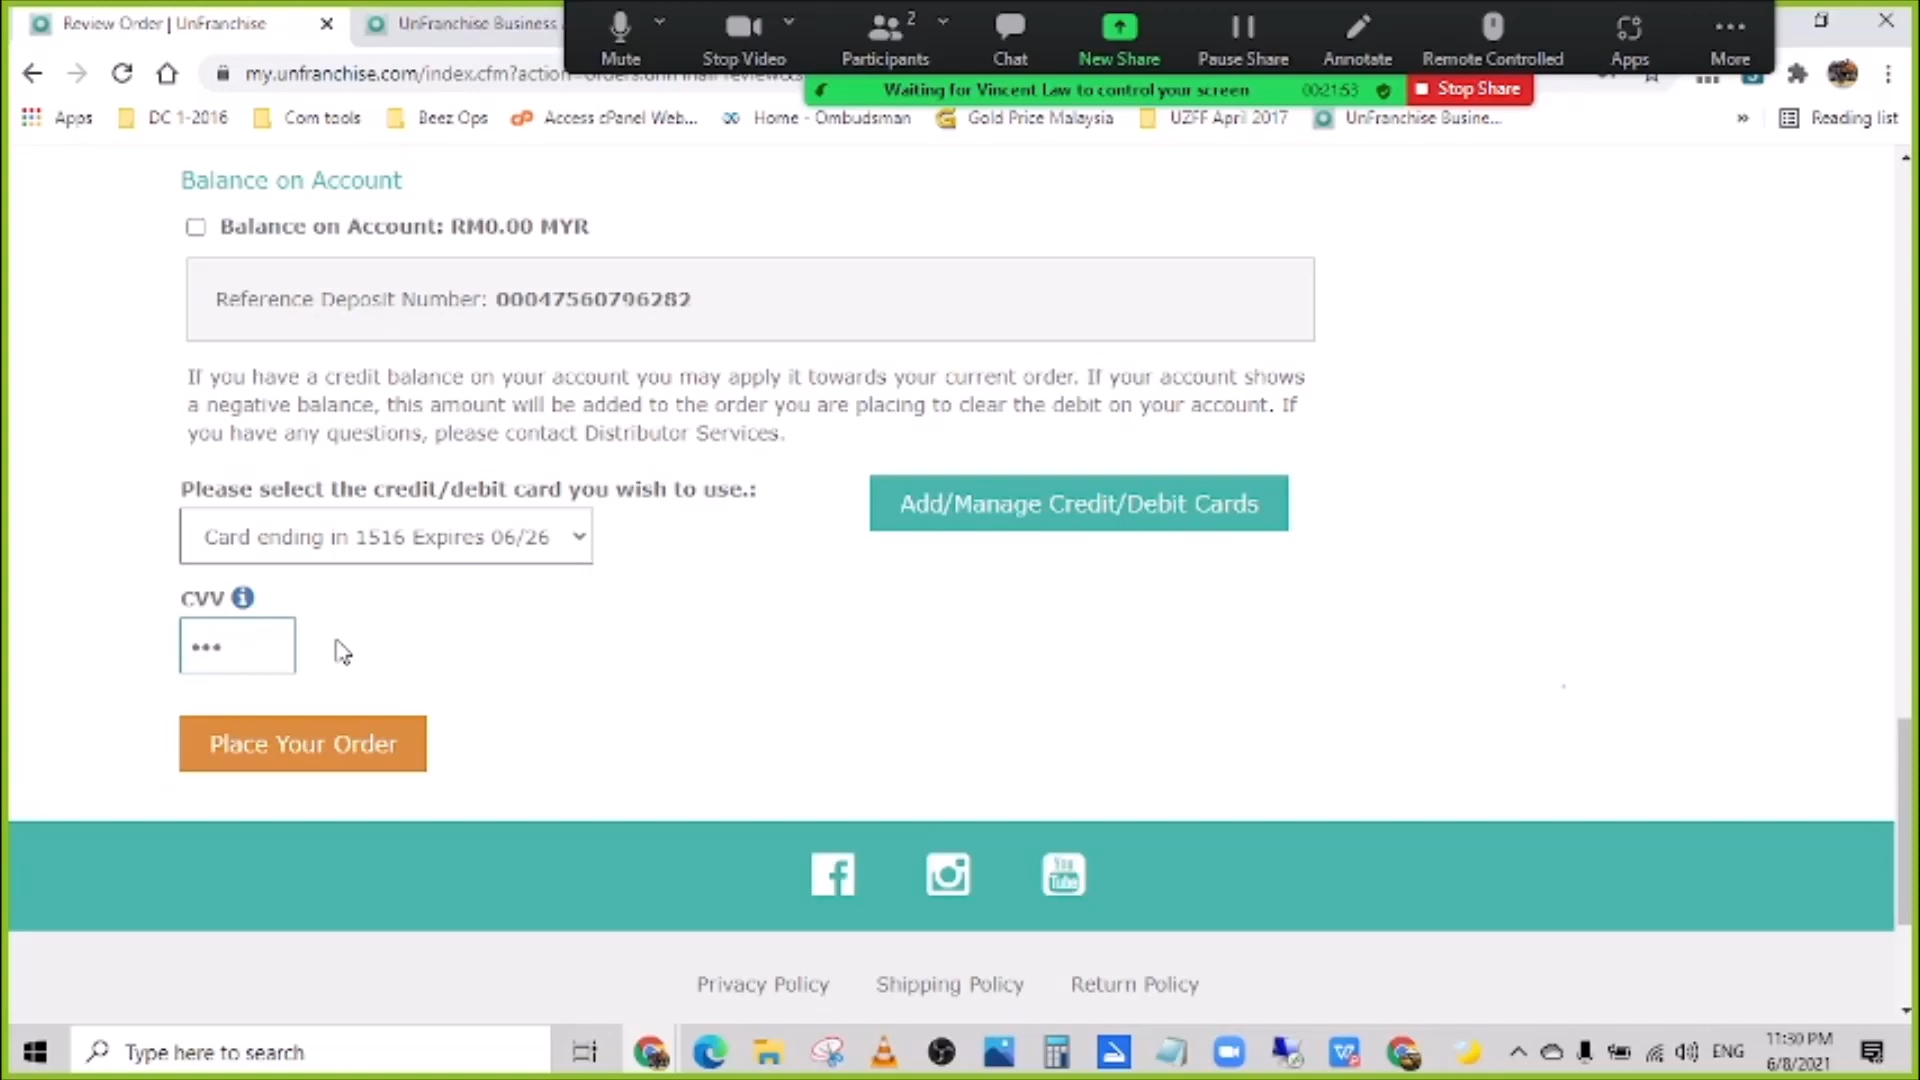 Review Order | UnFranchise
UnFranchise Business
Mute
Stop Video
2
Participants
Chat
New Share
Pause Share
Annotate
Remote Controlled
Apps
More
my.unfranchise.com/index.cfm?action=orders.
Waiting for Vincent Law to control your screen
00:21:53
Stop Share
Apps
DC 1-2016
Com tools
Beez Ops
Access cPanel Web...
Home - Ombudsman
Gold Price Malaysia
UZFF April 2017
UnFranchise Busine...
»
Reading list
Balance on Account
Balance on Account: RM0.00 MYR
Reference Deposit Number: 00047560796282
If you have a credit balance on your account you may apply it towards your current order. If your account shows
a negative balance, this amount will be added to the order you are placing to clear the debit on your account. If
you have any questions, please contact Distributor Services.
Please select the credit/debit card you wish to use.:
Add/Manage Credit/Debit Cards
Card ending in 1516 Expires 06/26
CVV
•••
Place Your Order
You
Tube
Privacy Policy
Shipping Policy
Return Policy
Type here to search
ENG
11:30 PM
6/8/2021